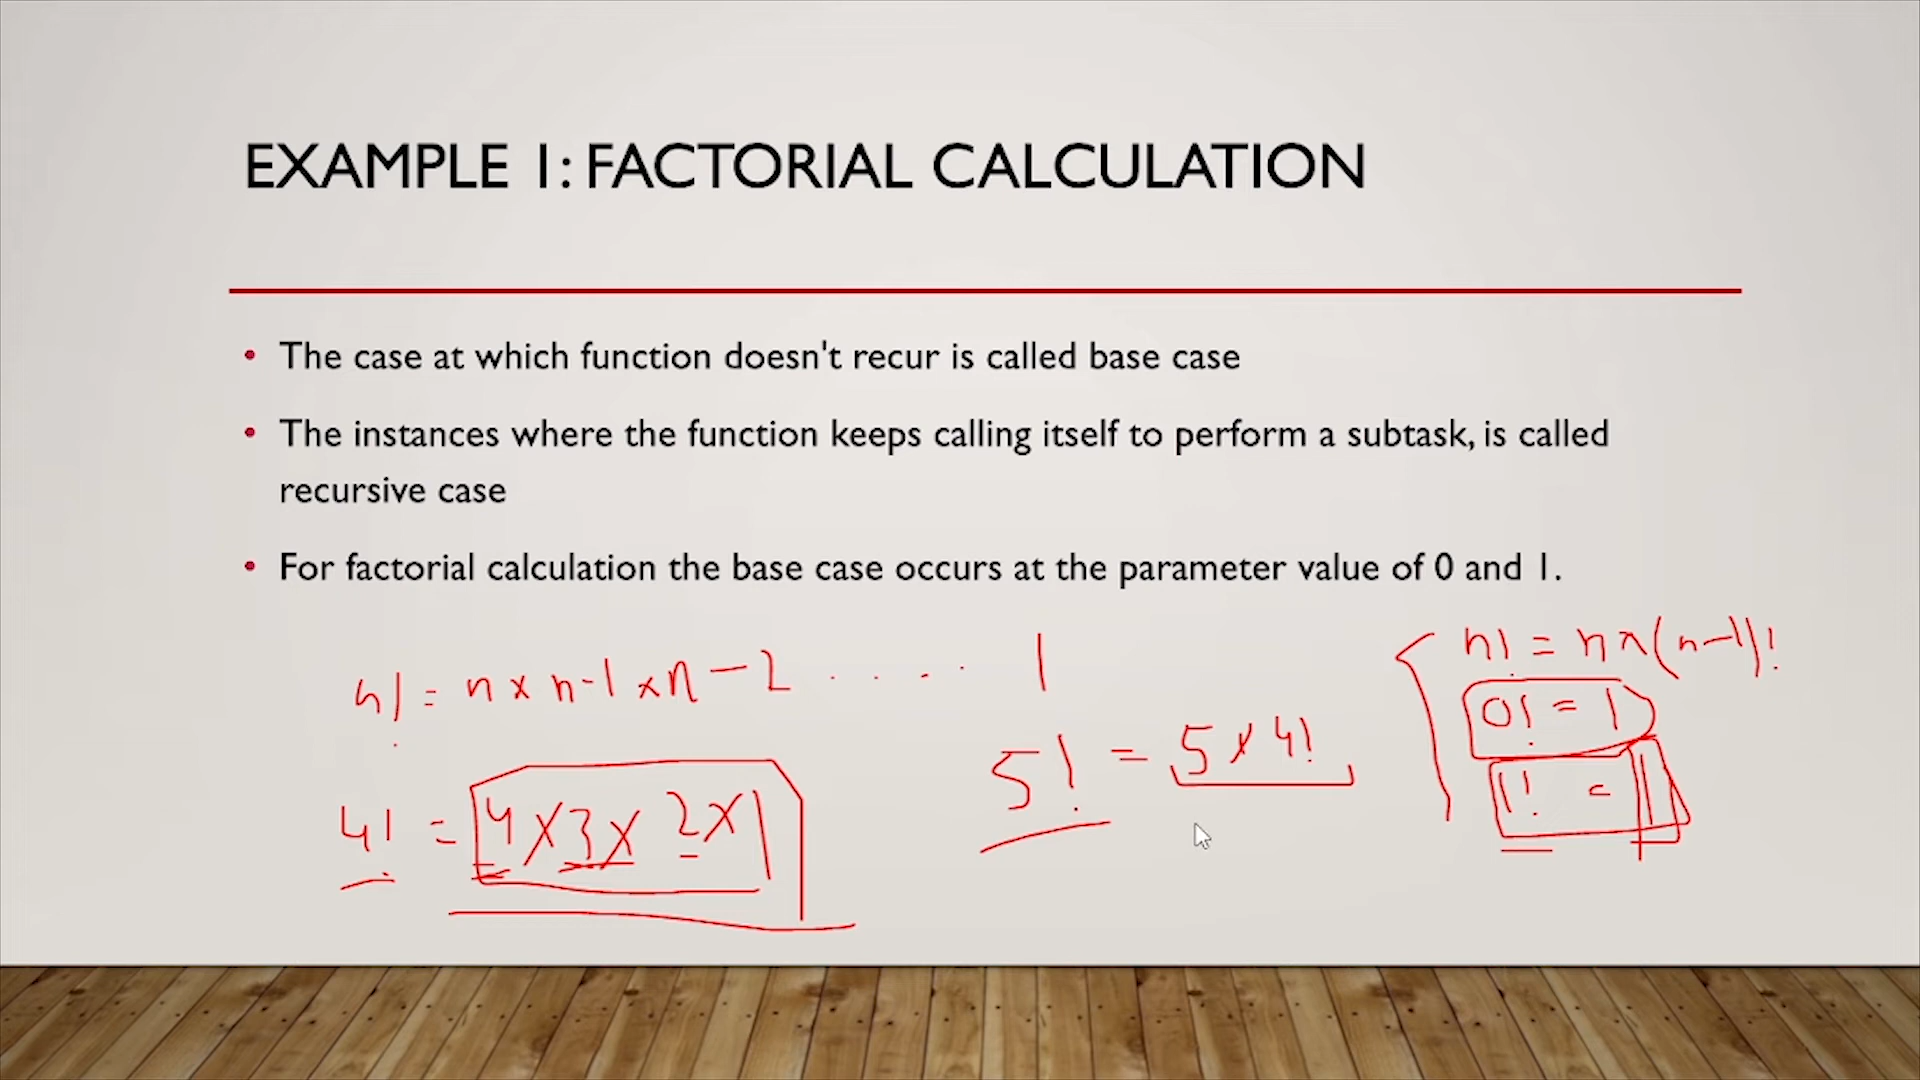 EXAMPLE 1: FACTORIAL CALCULATION
• The case at which function doesn't recur is called base case
• The instances where the function keeps calling itself to perform a subtask, is called
recursive case
• For factorial calculation the base case occurs at the parameter value of 0 and 1.
n! = n x n-1 x n-2 . . . . 1
n! = n x (n-1)!
0! = 1
5! = 5 x 4!
1! = 1
4! = 4 x 3 x 2 x 1